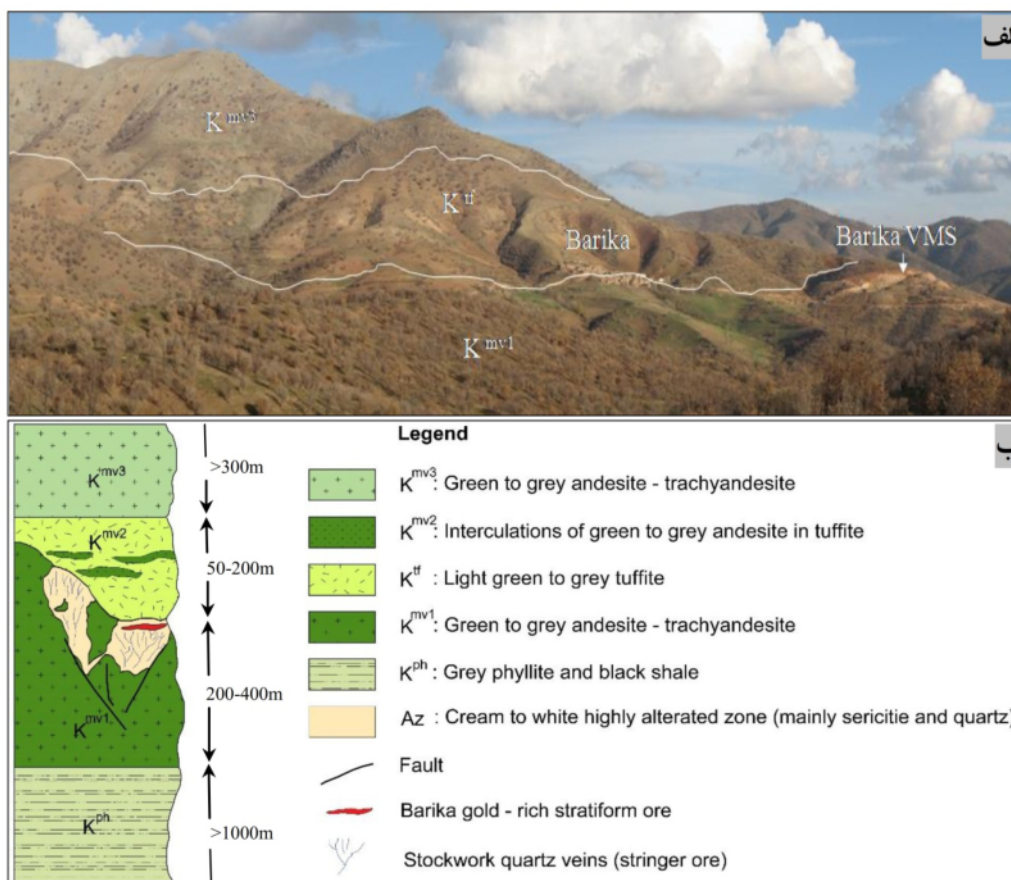 الف
K mv3
K tf
Barika
Barika VMS
K mv1
ب
K mv3
>300m
K mv2
50-200m
200-400m
K mv1
K ph
>1000m
Legend
K mv3 : Green to grey andesite - trachyandesite
K mv2 : Interculations of green to grey andesite in tuffite
K tf : Light green to grey tuffite
K mv1 : Green to grey andesite - trachyandesite
K ph : Grey phyllite and black shale
Az : Cream to white highly alterated zone (mainly sericitie and quartz)
Fault
Barika gold - rich stratiform ore
Stockwork quartz veins (stringer ore)